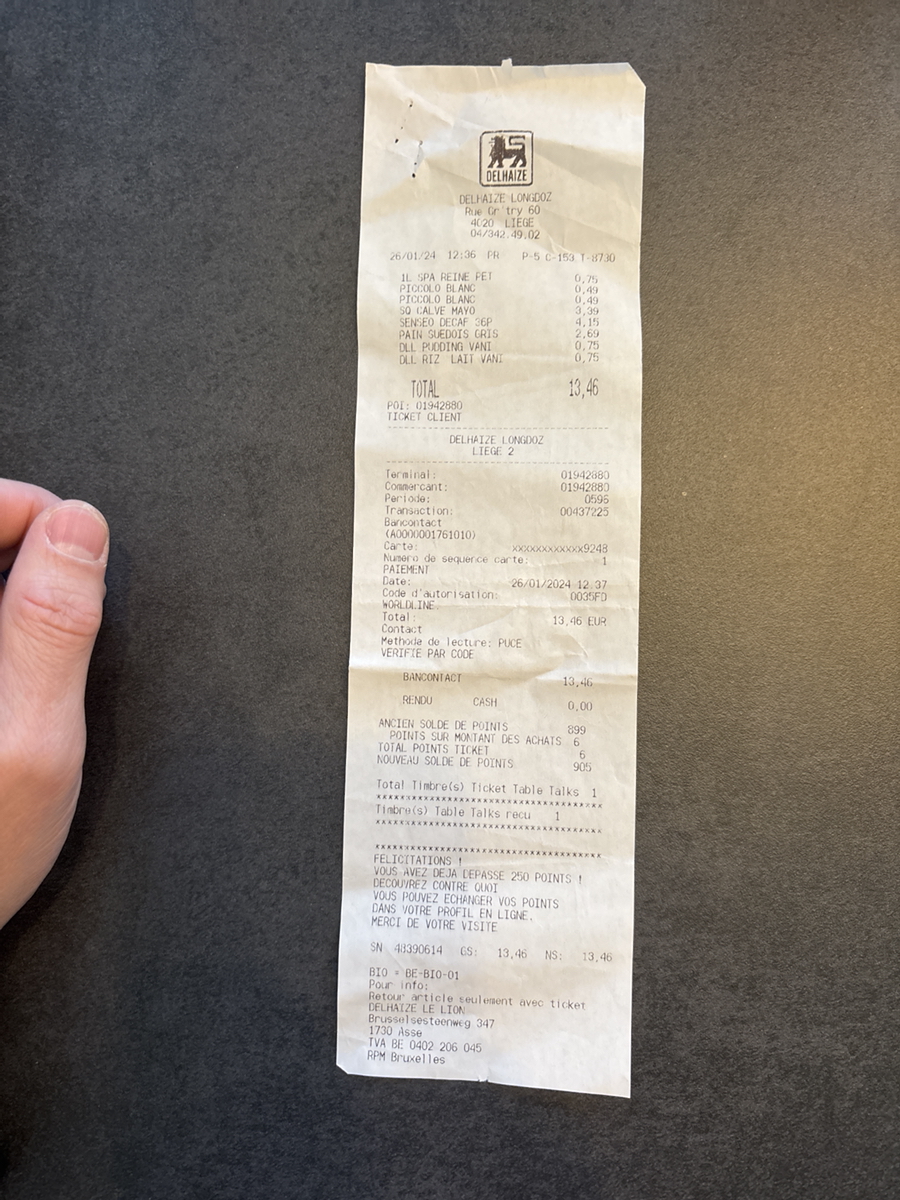 DELHAIZE
DELHAIZE LONGDOZ
Rue Gr'try 60
4020 LIEGE
04/342.49.02
26/01/24 12:36 PR P-5 C-153 T-8730
1L SPA REINE PET 0,75
PICCOLO BLANC 0,49
PICCOLO BLANC 0,49
SQ CALVE MAYO 3,39
SENSEO DECAF 36P 4,15
PAIN SUEDOIS GRIS 2,69
DLL PUDDING VANI 0,75
DLL RIZ LAIT VANI 0,75
TOTAL 13,46
POI: 01942880
TICKET CLIENT
DELHAIZE LONGDOZ
LIEGE 2
Terminal: 01942880
Commercant: 01942880
Periode: 0596
Transaction: 00437225
Bancontact
(A0000001761010)
Carte: xxxxxxxxxxxx9248
Numero de sequence carte: 1
PAIEMENT
Date: 26/01/2024 12.37
Code d'autorisation: 0035FD
WORLDLINE
Total: 13,46 EUR
Contact
Methode de lecture: PUCE
VERIFIE PAR CODE
BANCONTACT 13,46
RENDU CASH 0,00
ANCIEN SOLDE DE POINTS 899
POINTS SUR MONTANT DES ACHATS 6
TOTAL POINTS TICKET 6
NOUVEAU SOLDE DE POINTS 905
Total Timbre(s) Ticket Table Talks 1
****************************************
Timbre(s) Table Talks recu 1
****************************************
****************************************
FELICITATIONS !
VOUS AVEZ DEJA DEPASSE 250 POINTS !
DECOUVREZ CONTRE QUOI
VOUS POUVEZ ECHANGER VOS POINTS
DANS VOTRE PROFIL EN LIGNE.
MERCI DE VOTRE VISITE
SN 48390614 GS: 13,46 NS: 13,46
BIO = BE-BIO-01
Pour info:
Retour article seulement avec ticket
DELHAIZE LE LION
Brusselsesteenweg 347
1730 Asse
TVA BE 0402 206 045
RPM Bruxelles